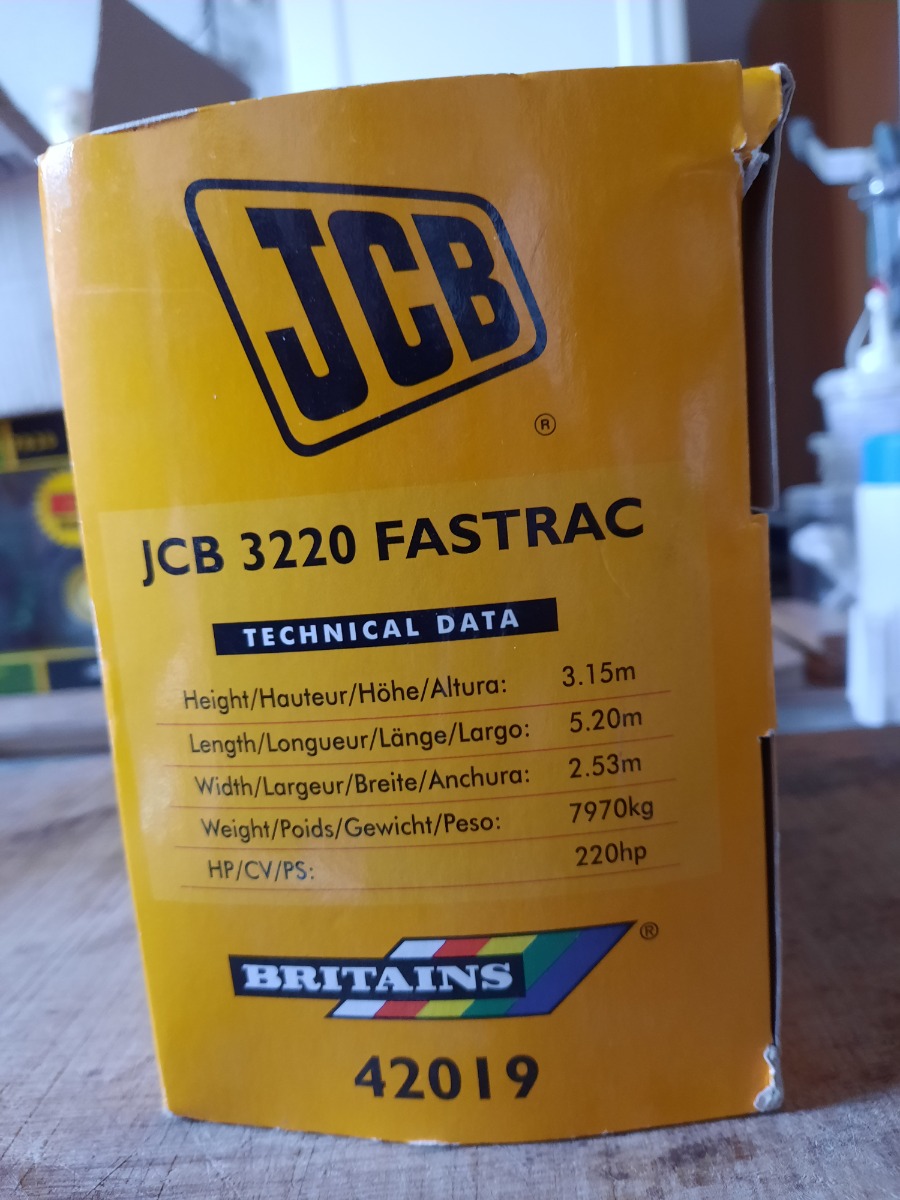 JCB
®
JCB 3220 FASTRAC
TECHNICAL DATA
Height/Hauteur/Höhe/Altura: 3.15m
Length/Longueur/Länge/Largo: 5.20m
Width/Largeur/Breite/Anchura: 2.53m
Weight/Poids/Gewicht/Peso: 7970kg
HP/CV/PS: 220hp
BRITAINS ®
42019